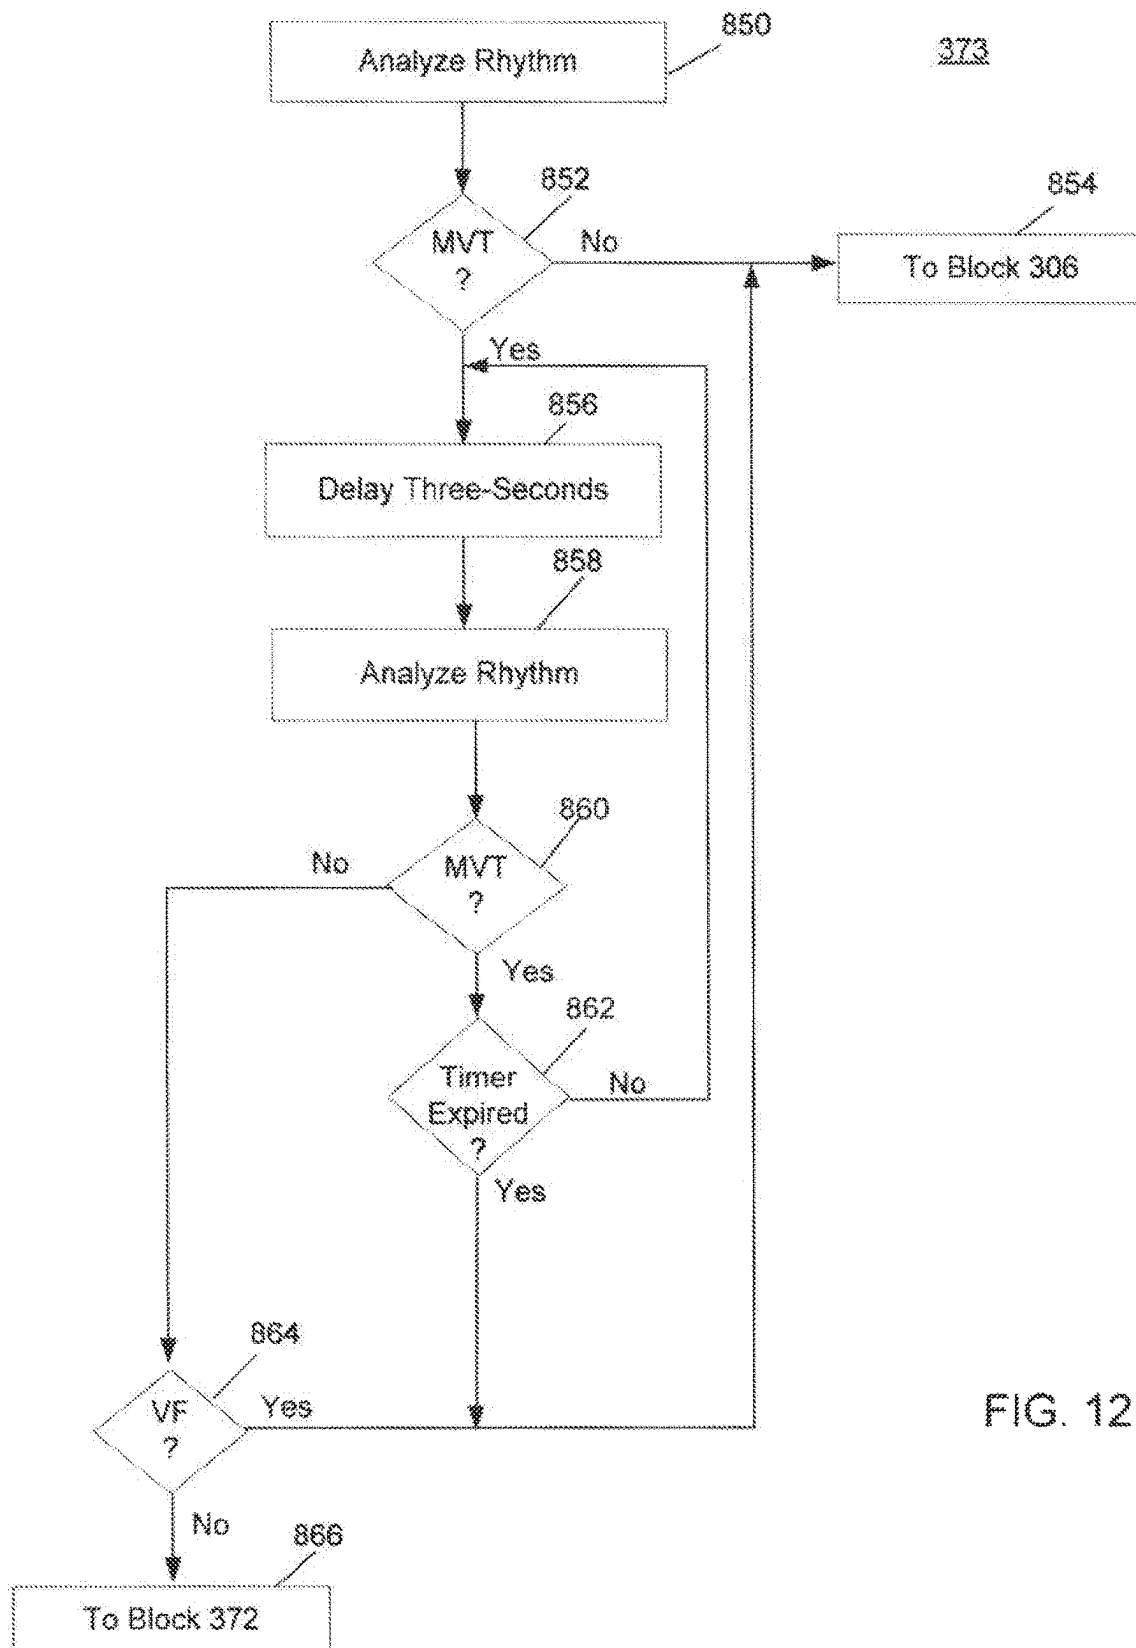 850
Analyze Rhythm
373
852
854
MVT
?
No
To Block 306
Yes
856
Delay Three-Seconds
858
Analyze Rhythm
860
No
MVT
?
Yes
862
Timer
Expired
?
No
Yes
864
VF
?
Yes
FIG. 12
No
866
To Block 372